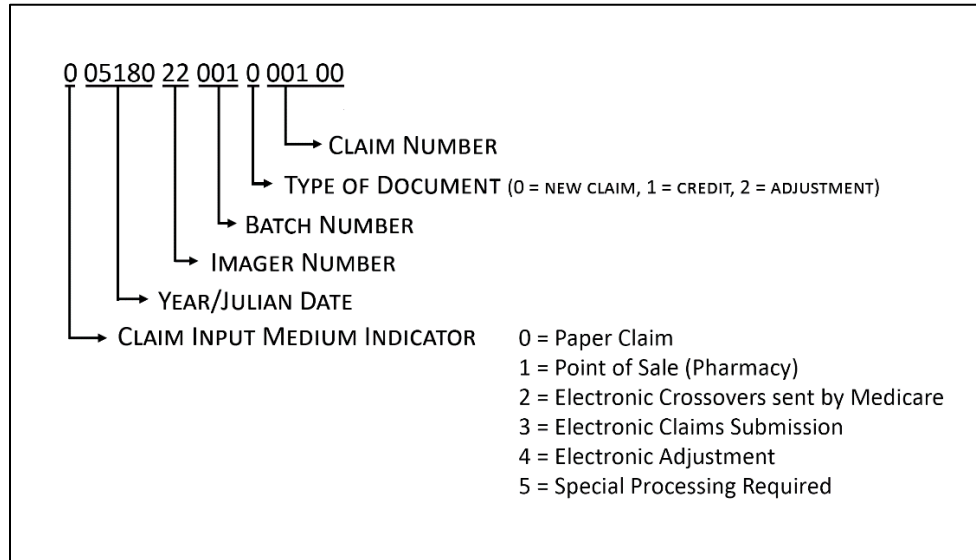 0 05180 22 001 0 001 00
CLAIM NUMBER
TYPE OF DOCUMENT (0 = NEW CLAIM, 1 = CREDIT, 2 = ADJUSTMENT)
BATCH NUMBER
IMAGER NUMBER
YEAR/JULIAN DATE
CLAIM INPUT MEDIUM INDICATOR
0 = Paper Claim
1 = Point of Sale (Pharmacy)
2 = Electronic Crossovers sent by Medicare
3 = Electronic Claims Submission
4 = Electronic Adjustment
5 = Special Processing Required